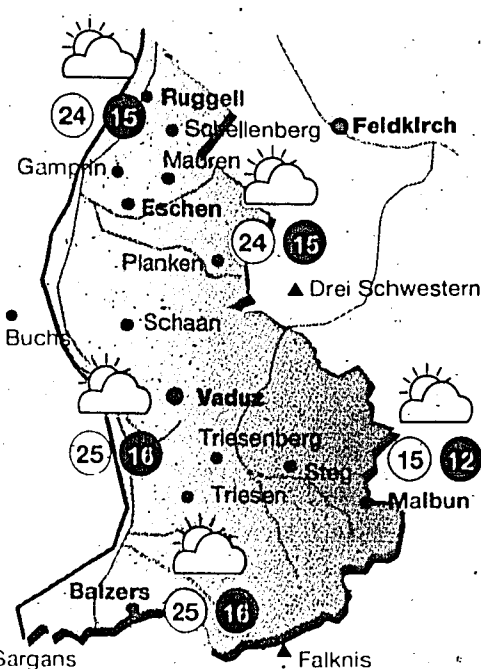 24 15
Ruggell
Schellenberg
Feldkirch
Gamprin
Mauren
Eschen
24 15
Planken
Drei Schwestern
Buchs
Schaan
Vaduz
25 16
Triesenberg
15 12
Steg
Triesen
Malbun
Balzers
25 16
Sargans
Falknis